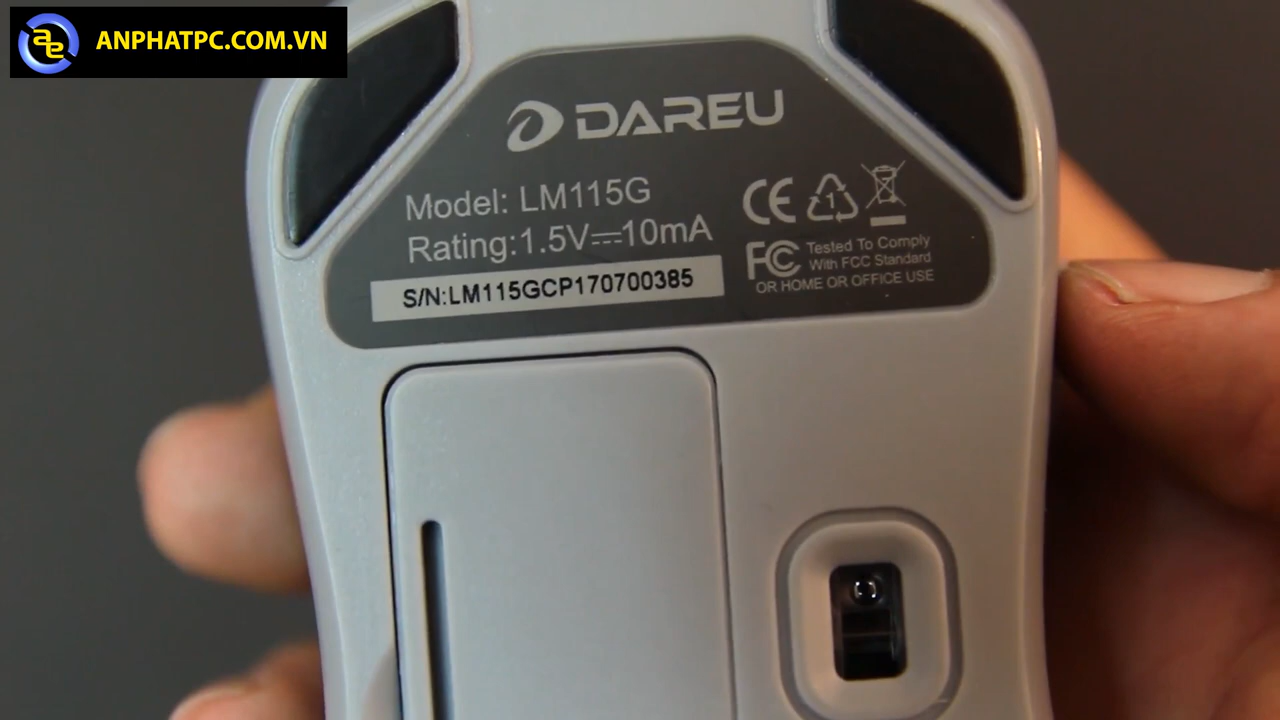 ae ANPHATPC.COM.VN
DAREU
Model: LM115G
Rating:1.5V⎓10mA
S/N:LM115GCP170700385
CE 1
FC Tested To Comply
With FCC Standard
OR HOME OR OFFICE USE